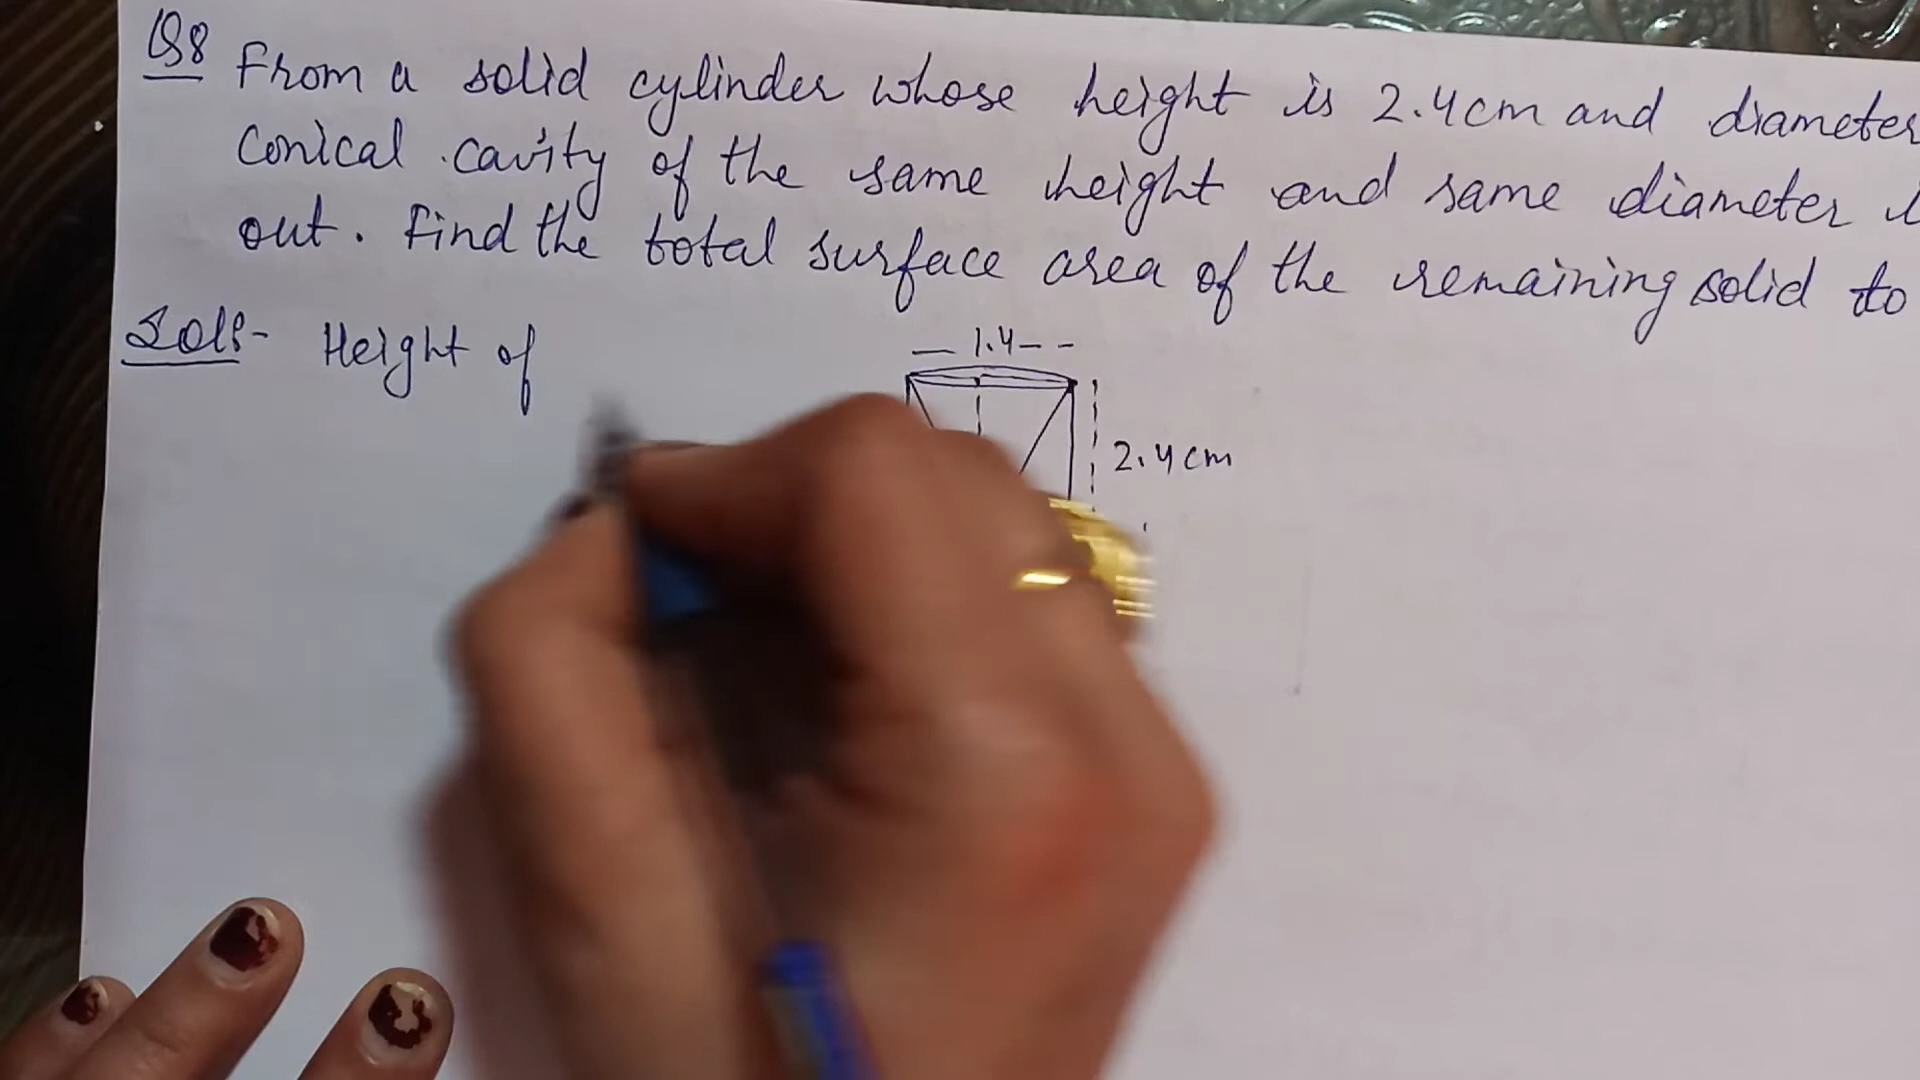 Q8 From a solid cylinder whose height is 2.4cm and diameter
Conical cavity of the same height and same diameter
out. Find the total surface area of the remaining solid to
Sol:- Height of
1.4
2.4cm